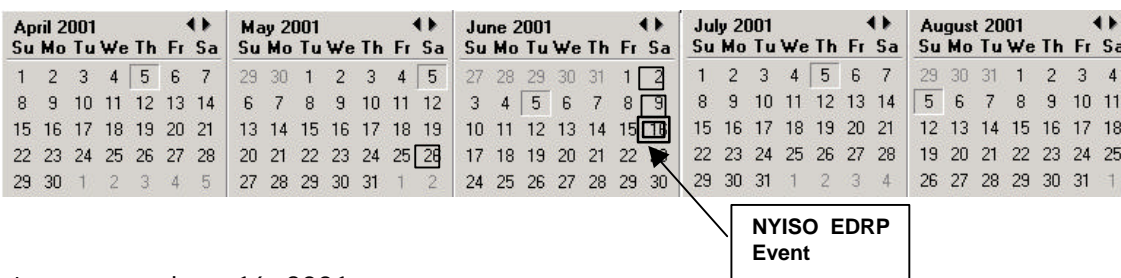 April 2001
Su Mo Tu We Th Fr Sa
1 2 3 4 5 6 7
8 9 10 11 12 13 14
15 16 17 18 19 20 21
22 23 24 25 26 27 28
29 30 1 2 3 4 5
May 2001
Su Mo Tu We Th Fr Sa
29 30 1 2 3 4 5
6 7 8 9 10 11 12
13 14 15 16 17 18 19
20 21 22 23 24 25 26
27 28 29 30 31 1 2
June 2001
Su Mo Tu We Th Fr Sa
27 28 29 30 31 1 2
3 4 5 6 7 8 9
10 11 12 13 14 15 16
17 18 19 20 21 22
24 25 26 27 28 29 30
July 2001
Su Mo Tu We Th Fr Sa
1 2 3 4 5 6 7
8 9 10 11 12 13 14
15 16 17 18 19 20 21
22 23 24 25 26 27 28
29 30 31 1 2 3 4
August 2001
Su Mo Tu We Th Fr Sa
29 30 31 1 2 3 4
5 6 7 8 9 10 11
12 13 14 15 16 17 18
19 20 21 22 23 24 25
26 27 28 29 30 31 1
NYISO EDRP
Event
June 16, 2001